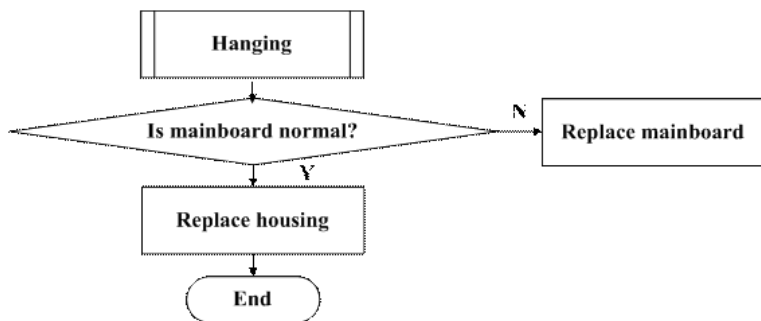 Hanging
Is mainboard normal?
N
Replace mainboard
Y
Replace housing
End